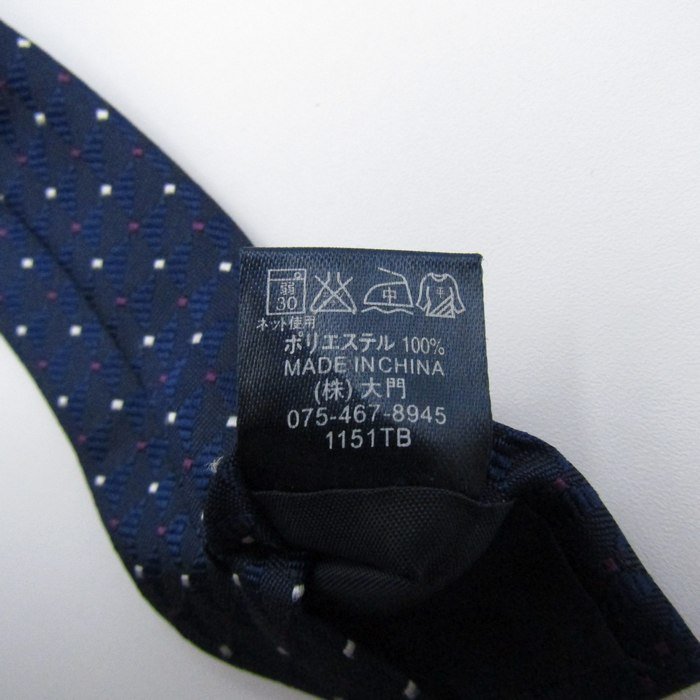 弱 30 中 平
ネット使用
ポリエステル 100%
MADE IN CHINA
(株) 大門
075-467-8945
1151TB